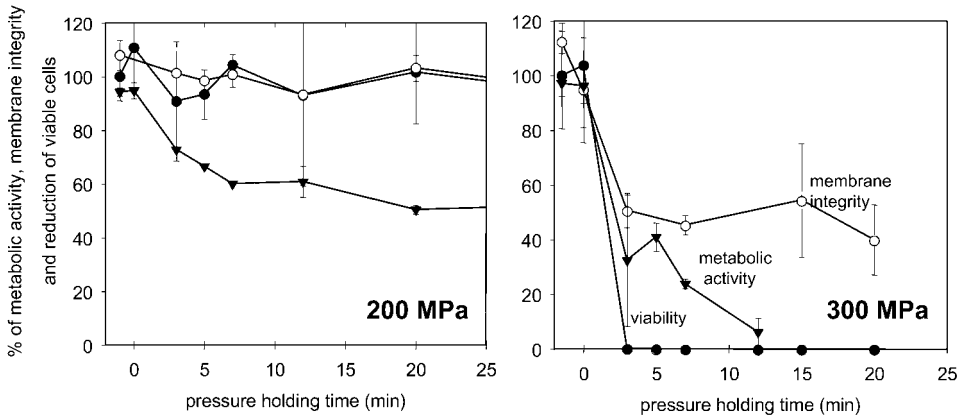 % of metabolic activity, membrane integrity
and reduction of viable cells
120
100
80
60
40
20
0
0 5 10 15 20 25
pressure holding time (min)
200 MPa
120
100
80
60
40
20
0
0 5 10 15 20 25
pressure holding time (min)
membrane
integrity
metabolic
activity
viability
300 MPa